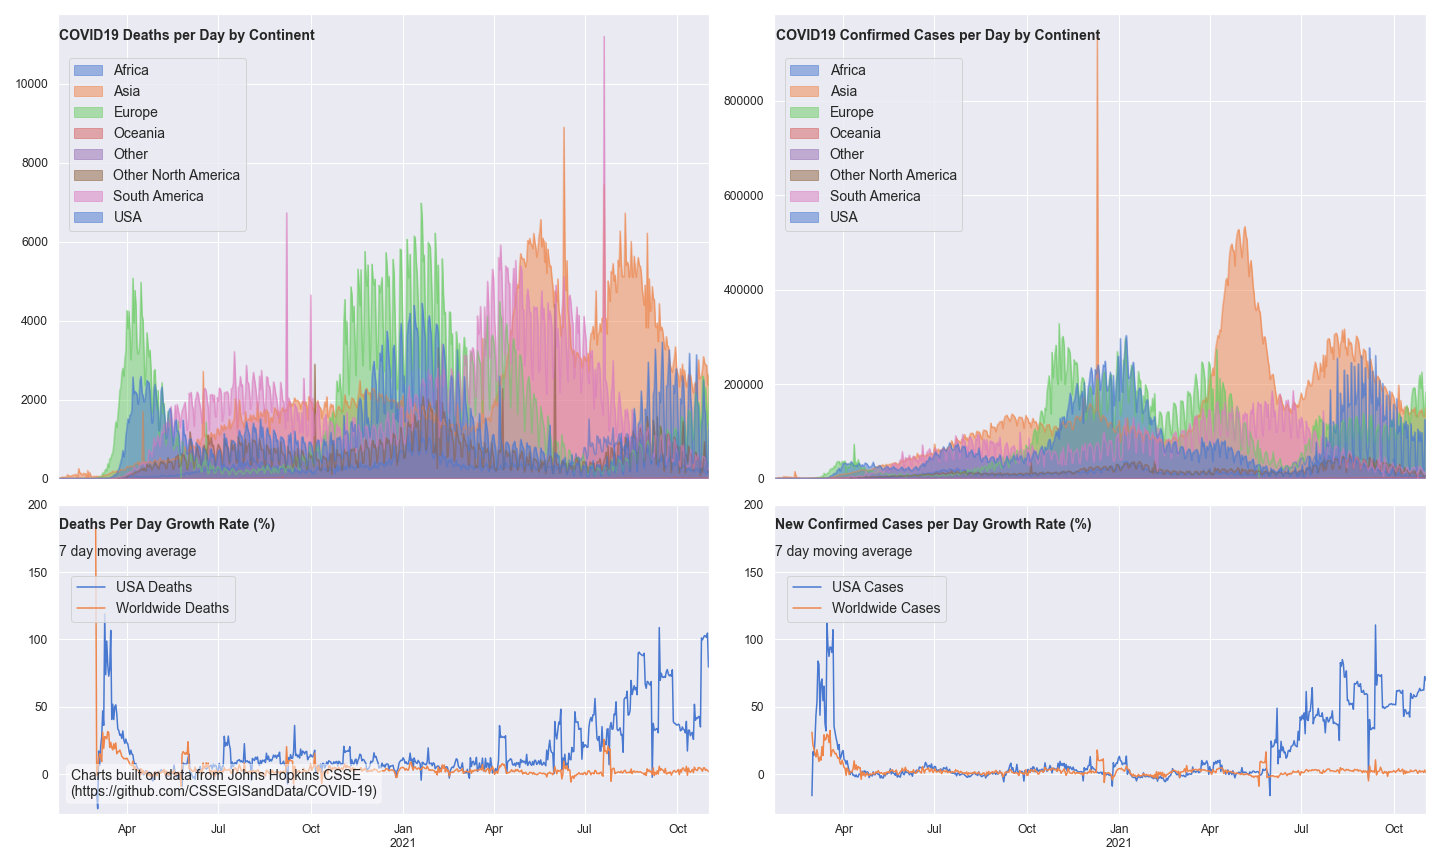 COVID19 Deaths per Day by Continent
Africa
Asia
Europe
Oceania
Other
Other North America
South America
USA
10000
8000
6000
4000
2000
0
COVID19 Confirmed Cases per Day by Continent
Africa
Asia
Europe
Oceania
Other
Other North America
South America
USA
800000
600000
400000
200000
0
Deaths Per Day Growth Rate (%)
7 day moving average
USA Deaths
Worldwide Deaths
200
150
100
50
0
Charts built on data from Johns Hopkins CSSE
(https://github.com/CSSEGISandData/COVID-19)
Apr Jul Oct Jan Apr Jul Oct
2021
New Confirmed Cases per Day Growth Rate (%)
7 day moving average
USA Cases
Worldwide Cases
200
150
100
50
0
Apr Jul Oct Jan Apr Jul Oct
2021